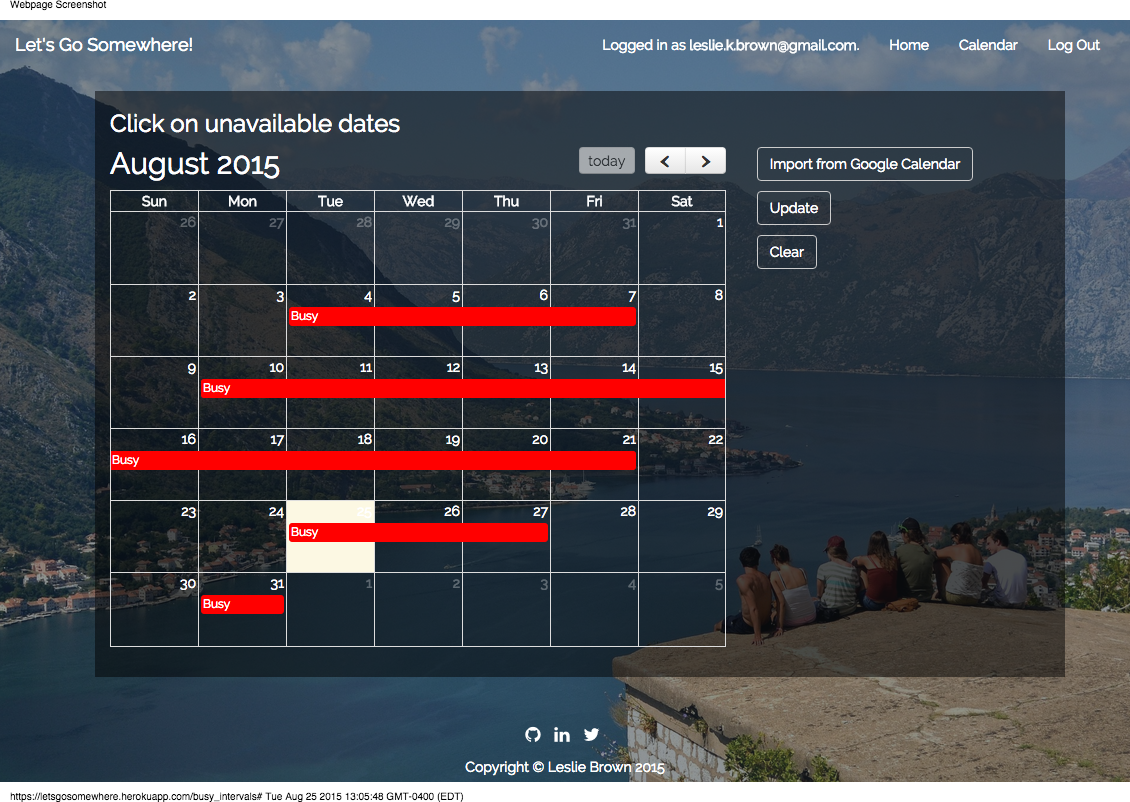 Webpage Screenshot
Let's Go Somewhere!
Logged in as leslie.k.brown@gmail.com. Home Calendar Log Out
Click on unavailable dates
August 2015
today
Import from Google Calendar
Update
Clear
Sun Mon Tue Wed Thu Fri Sat
26 27 28 29 30 31 1
2 3 4 5 6 7 8
Busy
9 10 11 12 13 14 15
Busy
16 17 18 19 20 21 22
Busy
23 24 25 26 27 28 29
Busy
30 31 1 2 3 4 5
Busy
Copyright © Leslie Brown 2015
https://letsgosomewhere.herokuapp.com/busy_intervals# Tue Aug 25 2015 13:05:48 GMT-0400 (EDT)